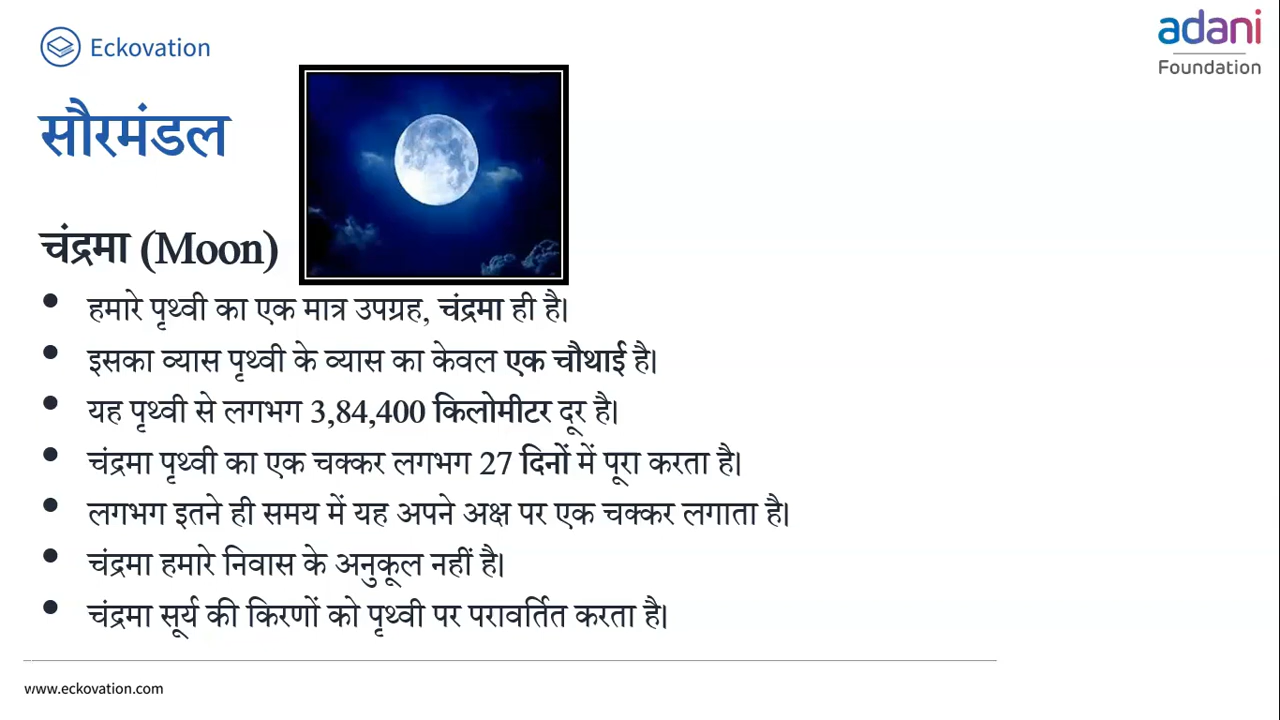 Eckovation
adani
Foundation
सौरमंडल
चंद्रमा (Moon)
• हमारे पृथ्वी का एक मात्र उपग्रह, चंद्रमा ही है।
• इसका व्यास पृथ्वी के व्यास का केवल एक चौथाई है।
• यह पृथ्वी से लगभग 3,84,400 किलोमीटर दूर है।
• चंद्रमा पृथ्वी का एक चक्कर लगभग 27 दिनों में पूरा करता है।
• लगभग इतने ही समय में यह अपने अक्ष पर एक चक्कर लगाता है।
• चंद्रमा हमारे निवास के अनुकूल नहीं है।
• चंद्रमा सूर्य की किरणों को पृथ्वी पर परावर्तित करता है।
www.eckovation.com